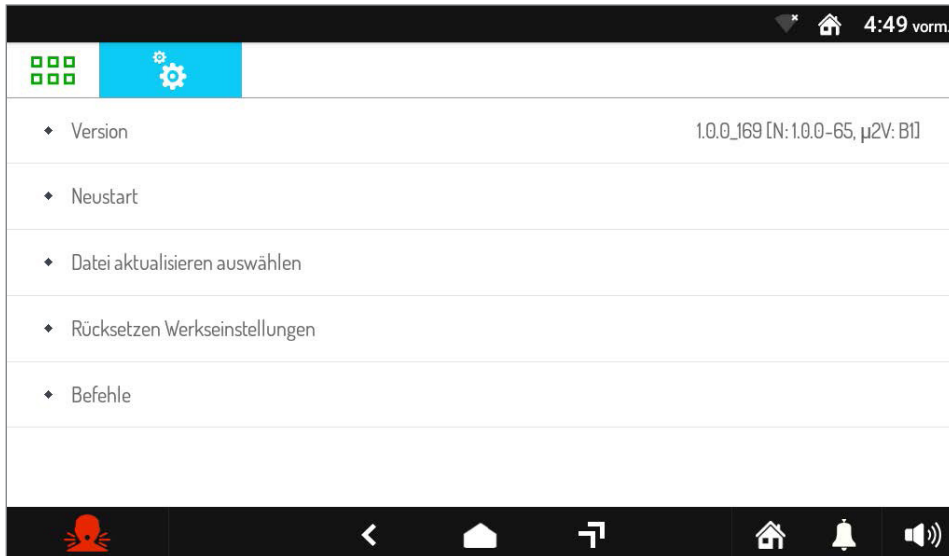 4:49 vorm.
Version 1.0.0_169 [N: 1.0.0-65, µ2V: B1]
Neustart
Datei aktualisieren auswählen
Rücksetzen Werkseinstellungen
Befehle